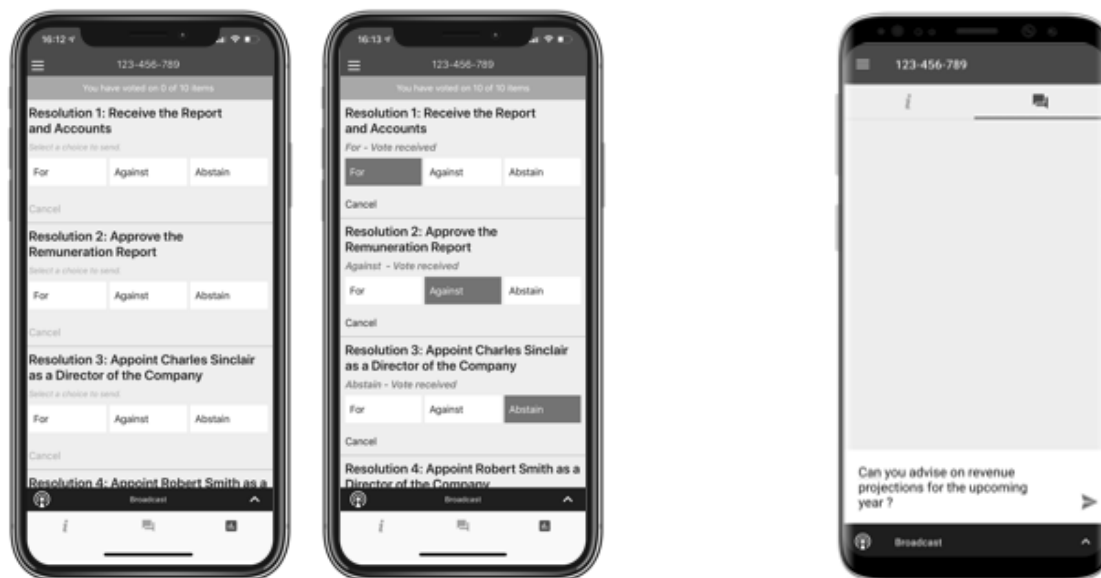 16:12
123-456-789
You have voted on 0 of 10 items
Resolution 1: Receive the Report
and Accounts
Select a choice to send.
For Against Abstain
Cancel
Resolution 2: Approve the
Remuneration Report
Select a choice to send.
For Against Abstain
Cancel
Resolution 3: Appoint Charles Sinclair
as a Director of the Company
Select a choice to send.
For Against Abstain
Cancel
Resolution 4: Appoint Robert Smith as a
Broadcast
16:13
123-456-789
You have voted on 10 of 10 items
Resolution 1: Receive the Report
and Accounts
For - Vote received
For Against Abstain
Cancel
Resolution 2: Approve the
Remuneration Report
Against - Vote received
For Against Abstain
Cancel
Resolution 3: Appoint Charles Sinclair
as a Director of the Company
Abstain - Vote received
For Against Abstain
Cancel
Resolution 4: Appoint Robert Smith as a
Director of the Company
Broadcast
123-456-789
Can you advise on revenue
projections for the upcoming
year ?
Broadcast